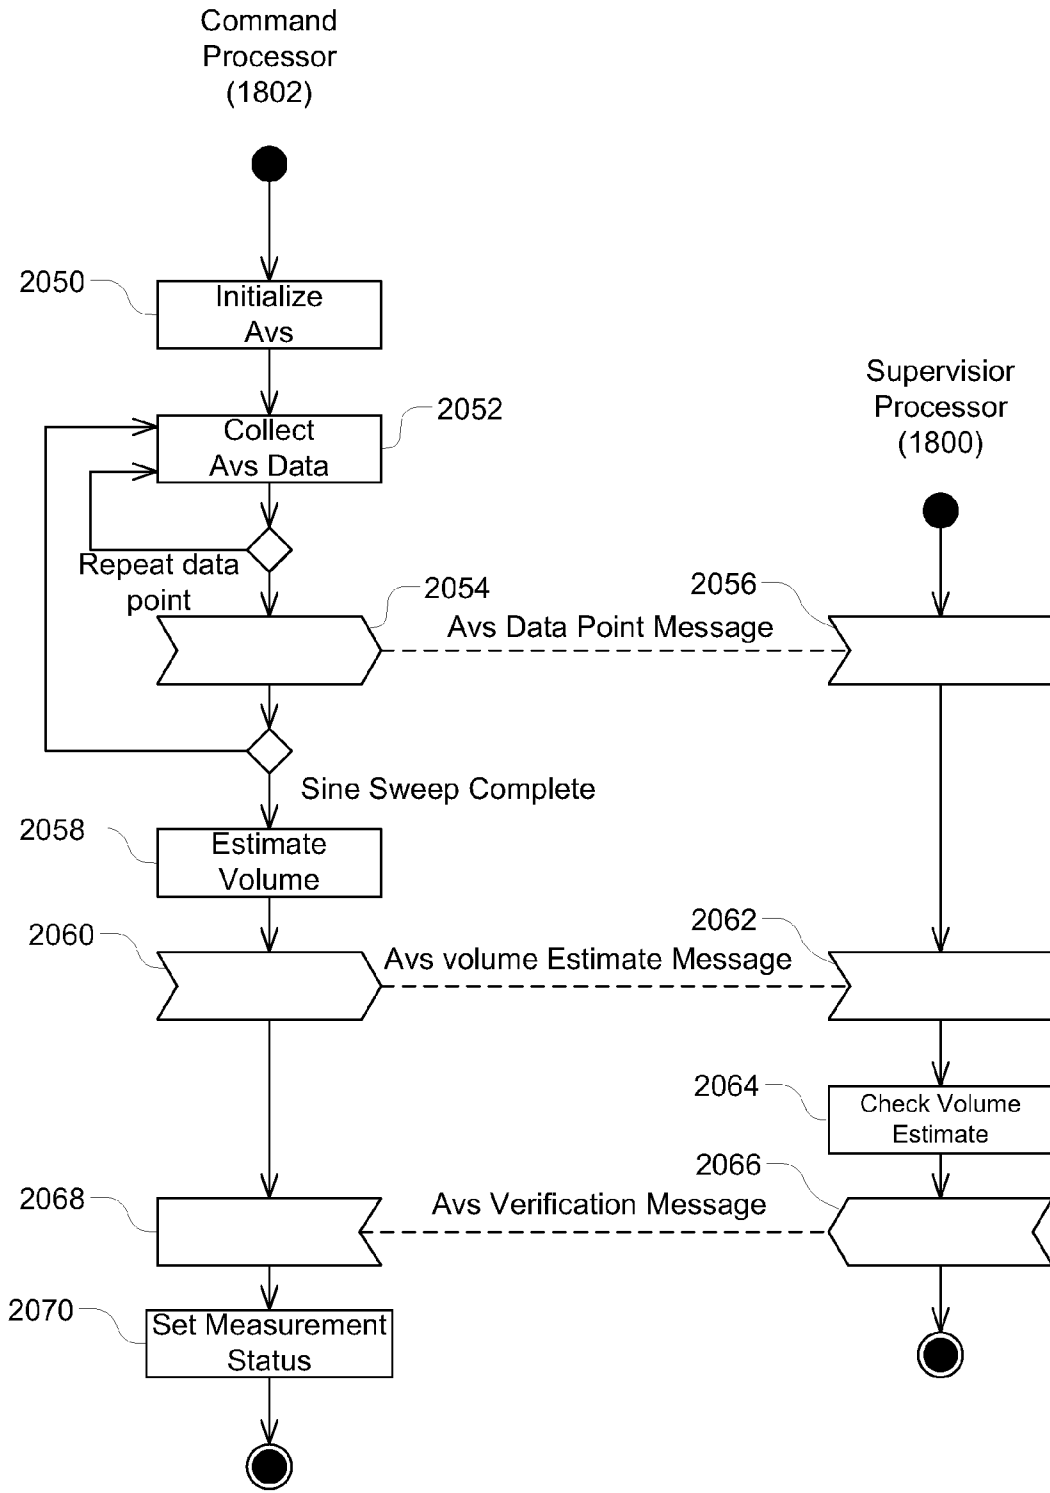 Command
Processor
(1802)
2050
Initialize
Avs
Supervisior
Processor
(1800)
2052
Collect
Avs Data
Repeat data
point
2054
2056
Avs Data Point Message
Sine Sweep Complete
2058
Estimate
Volume
2060
2062
Avs volume Estimate Message
2064
Check Volume
Estimate
2066
2068
Avs Verification Message
2070
Set Measurement
Status